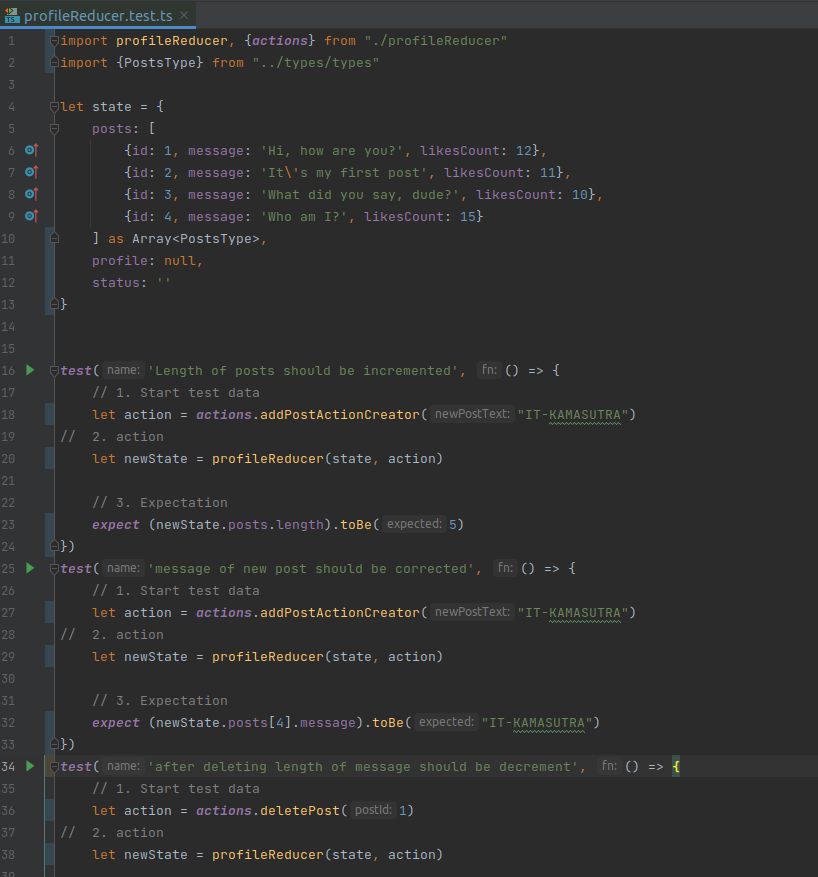 profileReducer.test.ts
1 import profileReducer, {actions} from "./profileReducer"
2 import {PostsType} from "../types/types"
3
4 let state = {
5 posts: [
6 {id: 1, message: 'Hi, how are you?', likesCount: 12},
7 {id: 2, message: 'It\'s my first post', likesCount: 11},
8 {id: 3, message: 'What did you say, dude?', likesCount: 10},
9 {id: 4, message: 'Who am I?', likesCount: 15}
10 ] as Array<PostsType>,
11 profile: null,
12 status: ''
13 }
14
15
16 test( name: 'Length of posts should be incremented', fn: () => {
17 // 1. Start test data
18 let action = actions.addPostActionCreator( newPostText: "IT-KAMASUTRA")
19 // 2. action
20 let newState = profileReducer(state, action)
21
22 // 3. Expectation
23 expect (newState.posts.length).toBe( expected: 5)
24 })
25 test( name: 'message of new post should be corrected', fn: () => {
26 // 1. Start test data
27 let action = actions.addPostActionCreator( newPostText: "IT-KAMASUTRA")
28 // 2. action
29 let newState = profileReducer(state, action)
30
31 // 3. Expectation
32 expect (newState.posts[4].message).toBe( expected: "IT-KAMASUTRA")
33 })
34 test( name: 'after deleting length of message should be decrement', fn: () => {
35 // 1. Start test data
36 let action = actions.deletePost( postId: 1)
37 // 2. action
38 let newState = profileReducer(state, action)
39